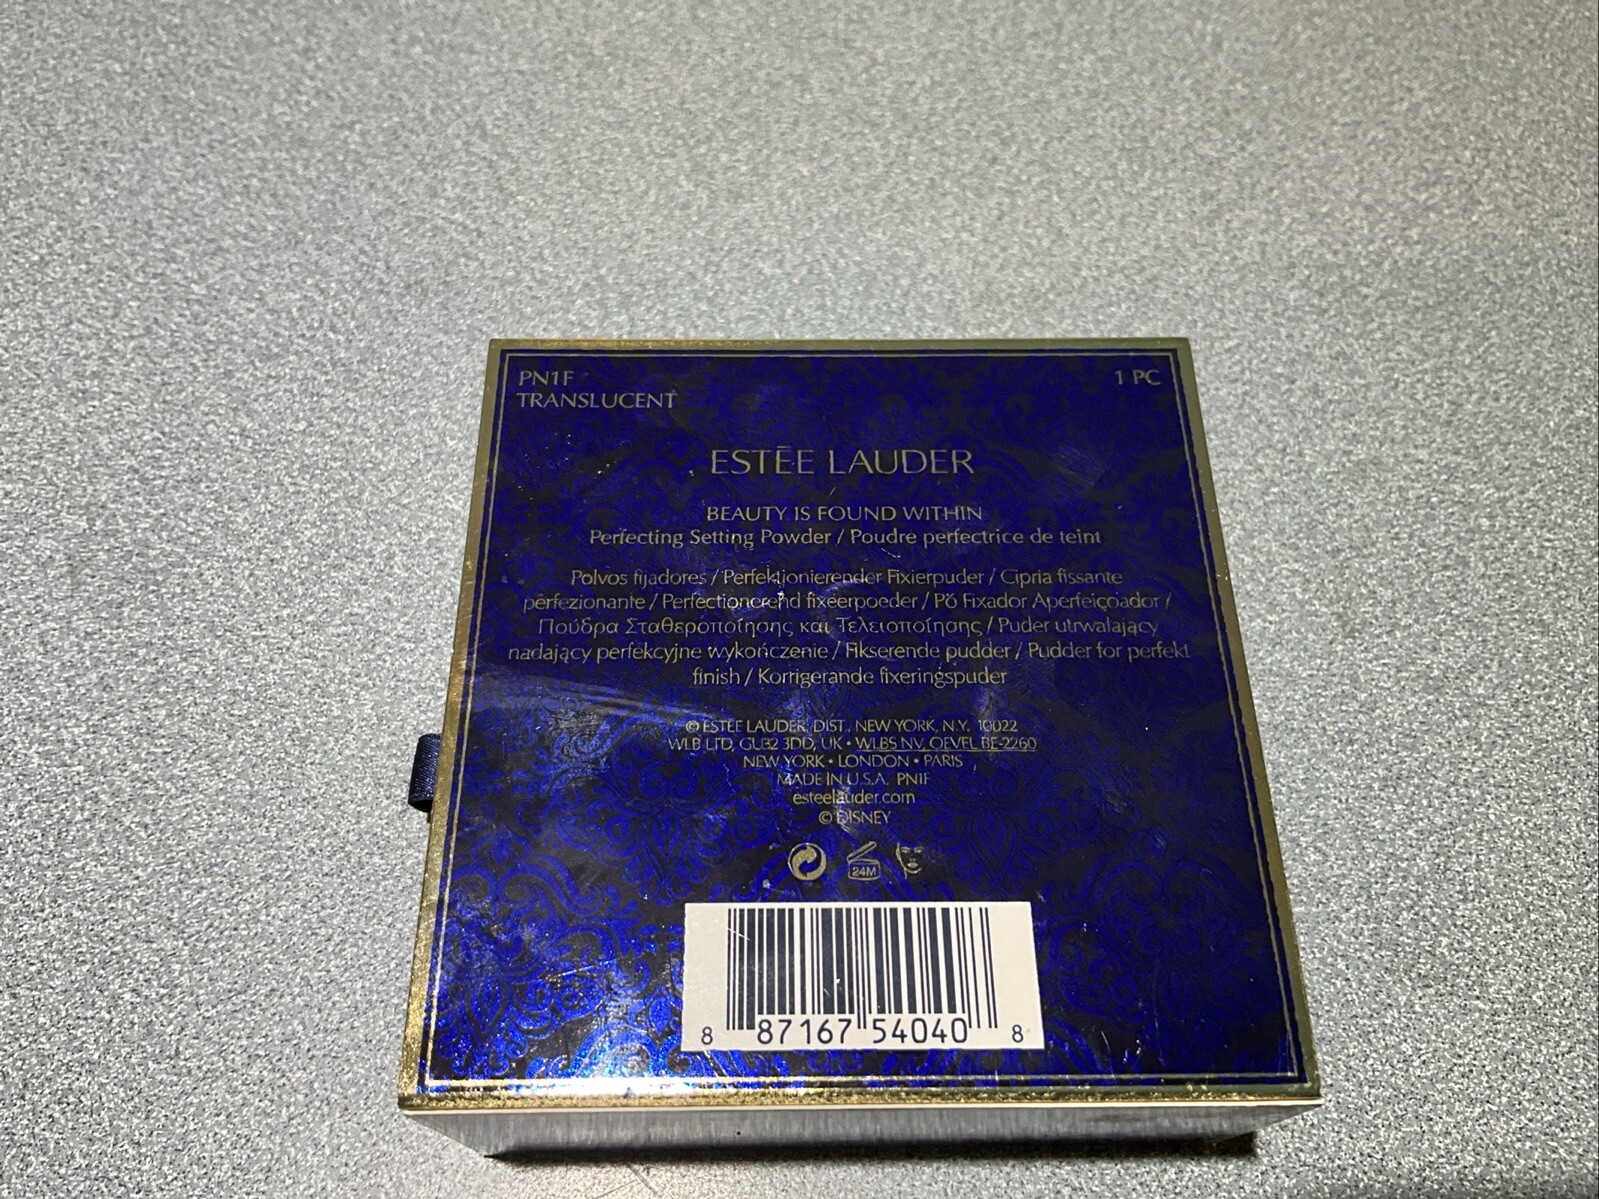 PN1F
1 PC
TRANSLUCENT
ESTĒE LAUDER
BEAUTY IS FOUND WITHIN
Perfecting Setting Powder / Poudre perfectrice de teint
Polvos fijadores / Perfektionierender Fixierpuder / Cipria fissante
perfezionante / Perfectionerend fixeerpoeder / Pó Fixador Aperfeiçoador /
Πούδρα Σταθεροποίησης και Τελειοποίησης / Puder utrwalający
nadający perfekcyjne wykończenie / Fikserende pudder / Pudder for perfekt
finish / Korrigerande fixeringspuder
© ESTEE LAUDER, DIST., NEW YORK, N.Y. 10022
WLB LTD, GU32 3DD, UK • WLBS NV, OEVEL BE-2260
NEW YORK • LONDON • PARIS
MADE IN U.S.A. PN1F
esteelauder.com
© DISNEY
24M
8 87167 54040 8